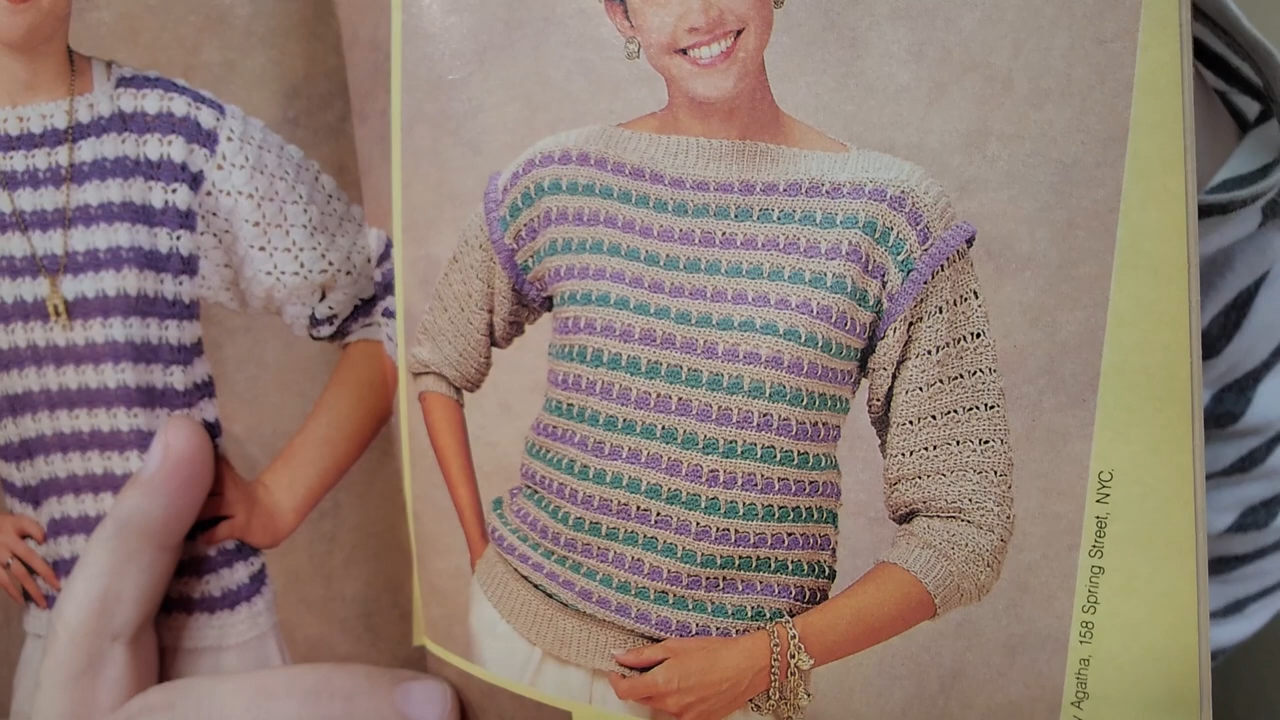 Agatha, 158 Spring Street, NYC.